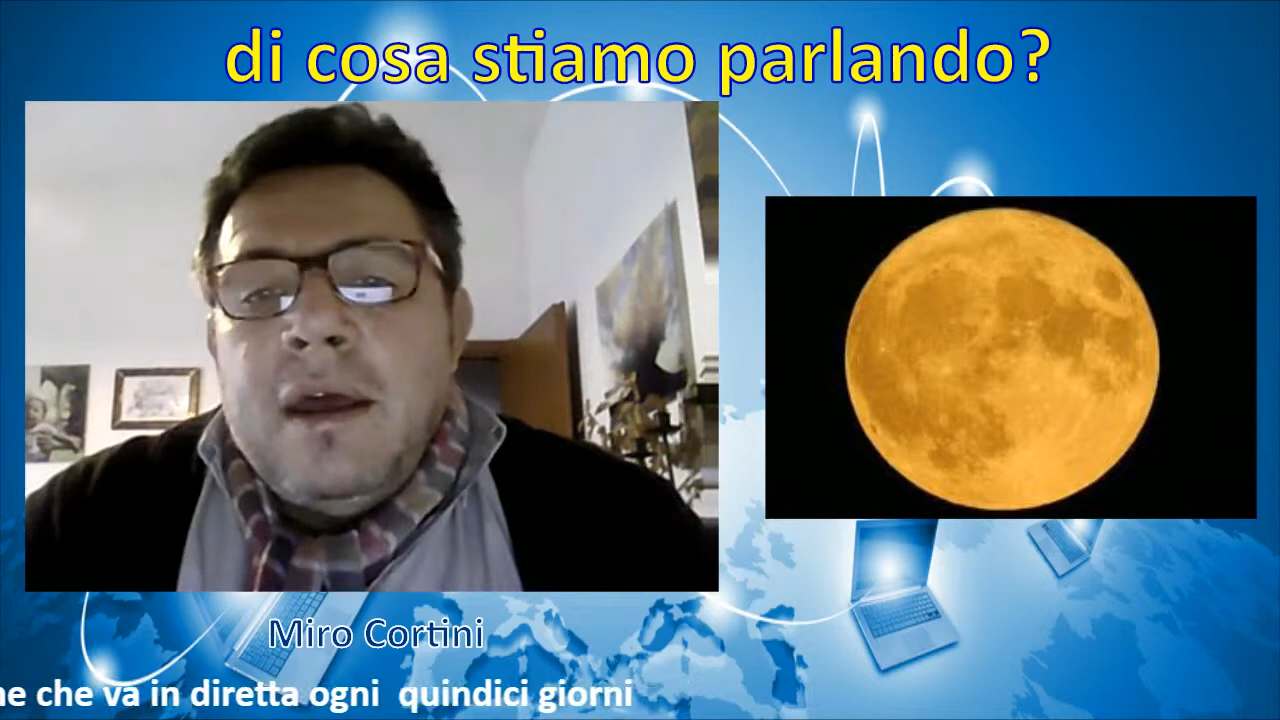 di cosa stiamo parlando?
Miro Cortini
che va in diretta ogni quindici giorni